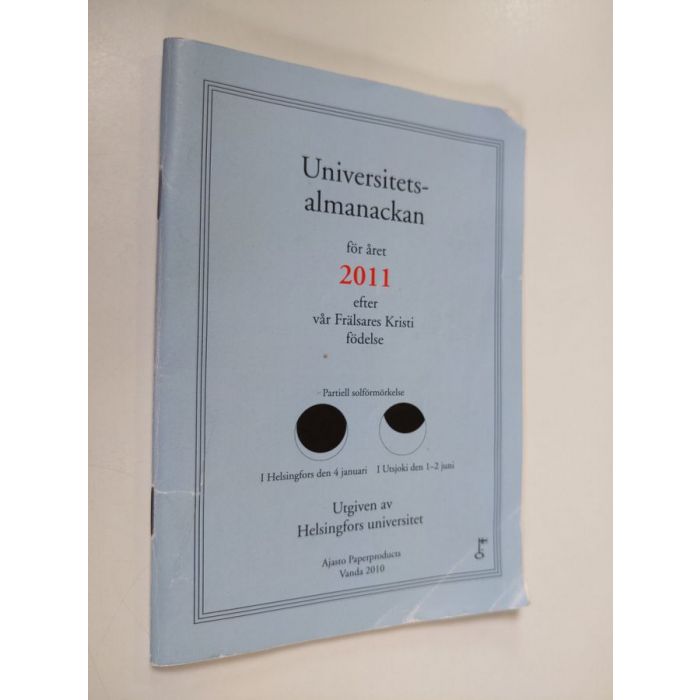 Universitets-
almanackan
för året
2011
efter
vår Frälsares Kristi
födelse
Partiell solförmörkelse
I Helsingfors den 4 januari I Utsjoki den 1–2 juni
Utgiven av
Helsingfors universitet
Ajasto Paperproducts
Vanda 2010